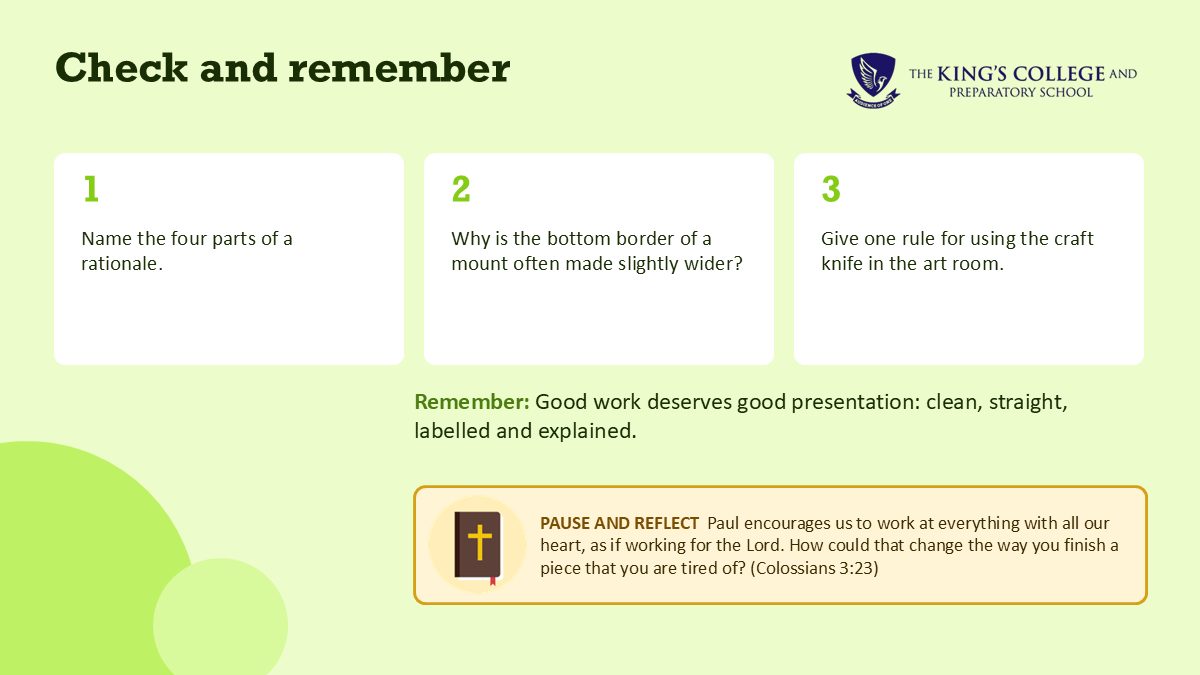 Check and remember
THE KING'S COLLEGE AND
PREPARATORY SCHOOL
AUDIENCE OF ONE
1
Name the four parts of a
rationale.
2
Why is the bottom border of a
mount often made slightly wider?
3
Give one rule for using the craft
knife in the art room.
Remember: Good work deserves good presentation: clean, straight,
labelled and explained.
PAUSE AND REFLECT Paul encourages us to work at everything with all our
heart, as if working for the Lord. How could that change the way you finish a
piece that you are tired of? (Colossians 3:23)